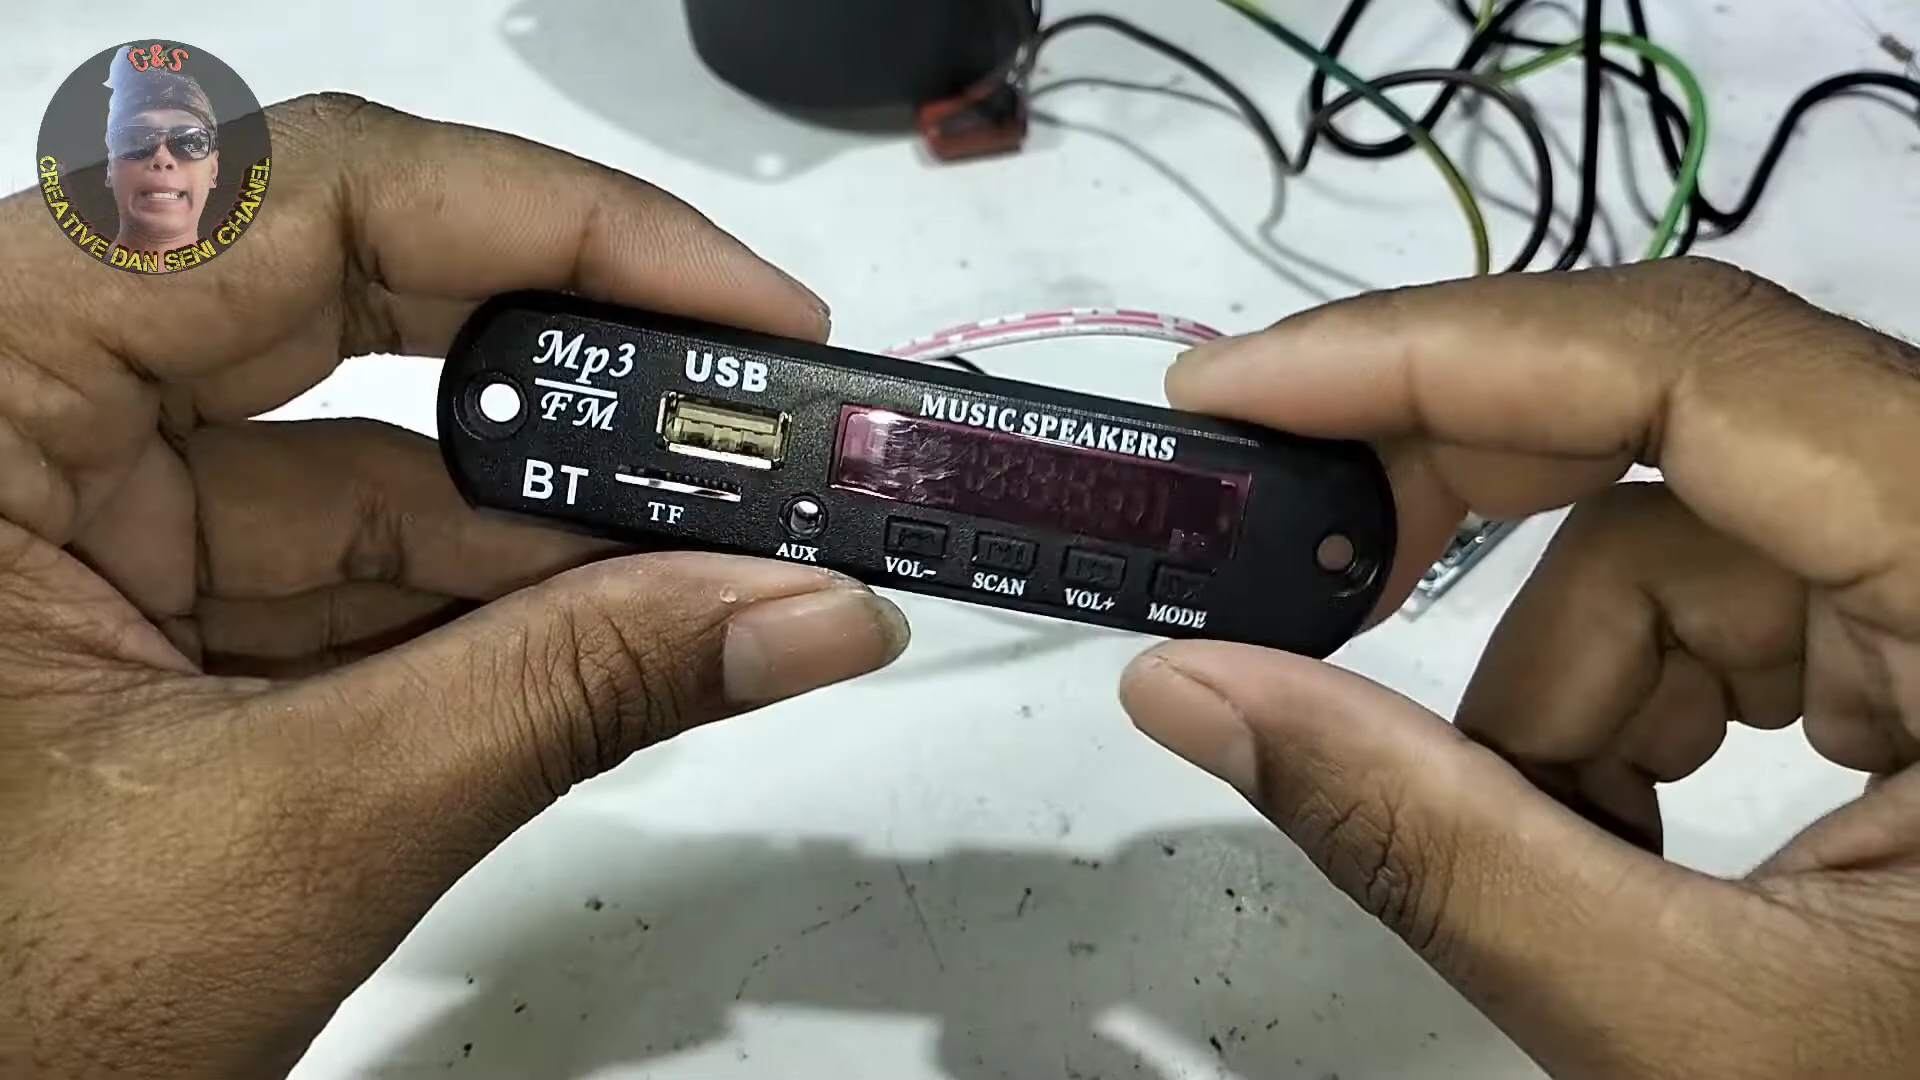 C&S
CREATIVE DAN SENI CHANEL
Mp3
FM
USB
MUSIC SPEAKERS
BT
TF
AUX
VOL-
SCAN
VOL+
MODE